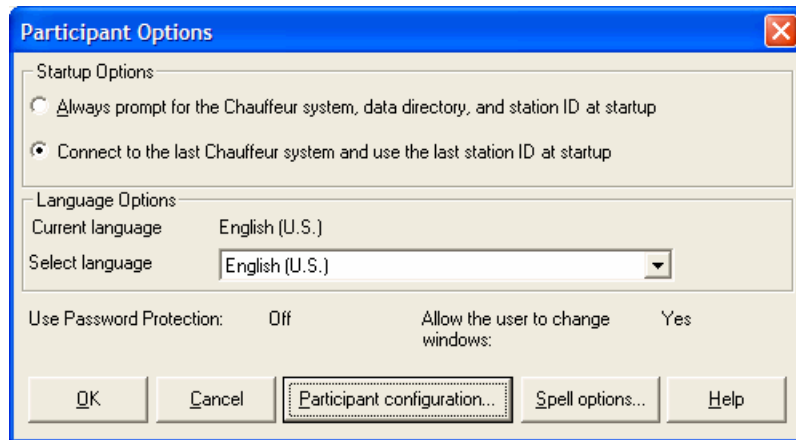 Participant Options
Startup Options
Always prompt for the Chauffeur system, data directory, and station ID at startup
Connect to the last Chauffeur system and use the last station ID at startup
Language Options
Current language English (U.S.)
Select language English (U.S.)
Use Password Protection: Off Allow the user to change Yes
windows:
OK Cancel Participant configuration... Spell options... Help